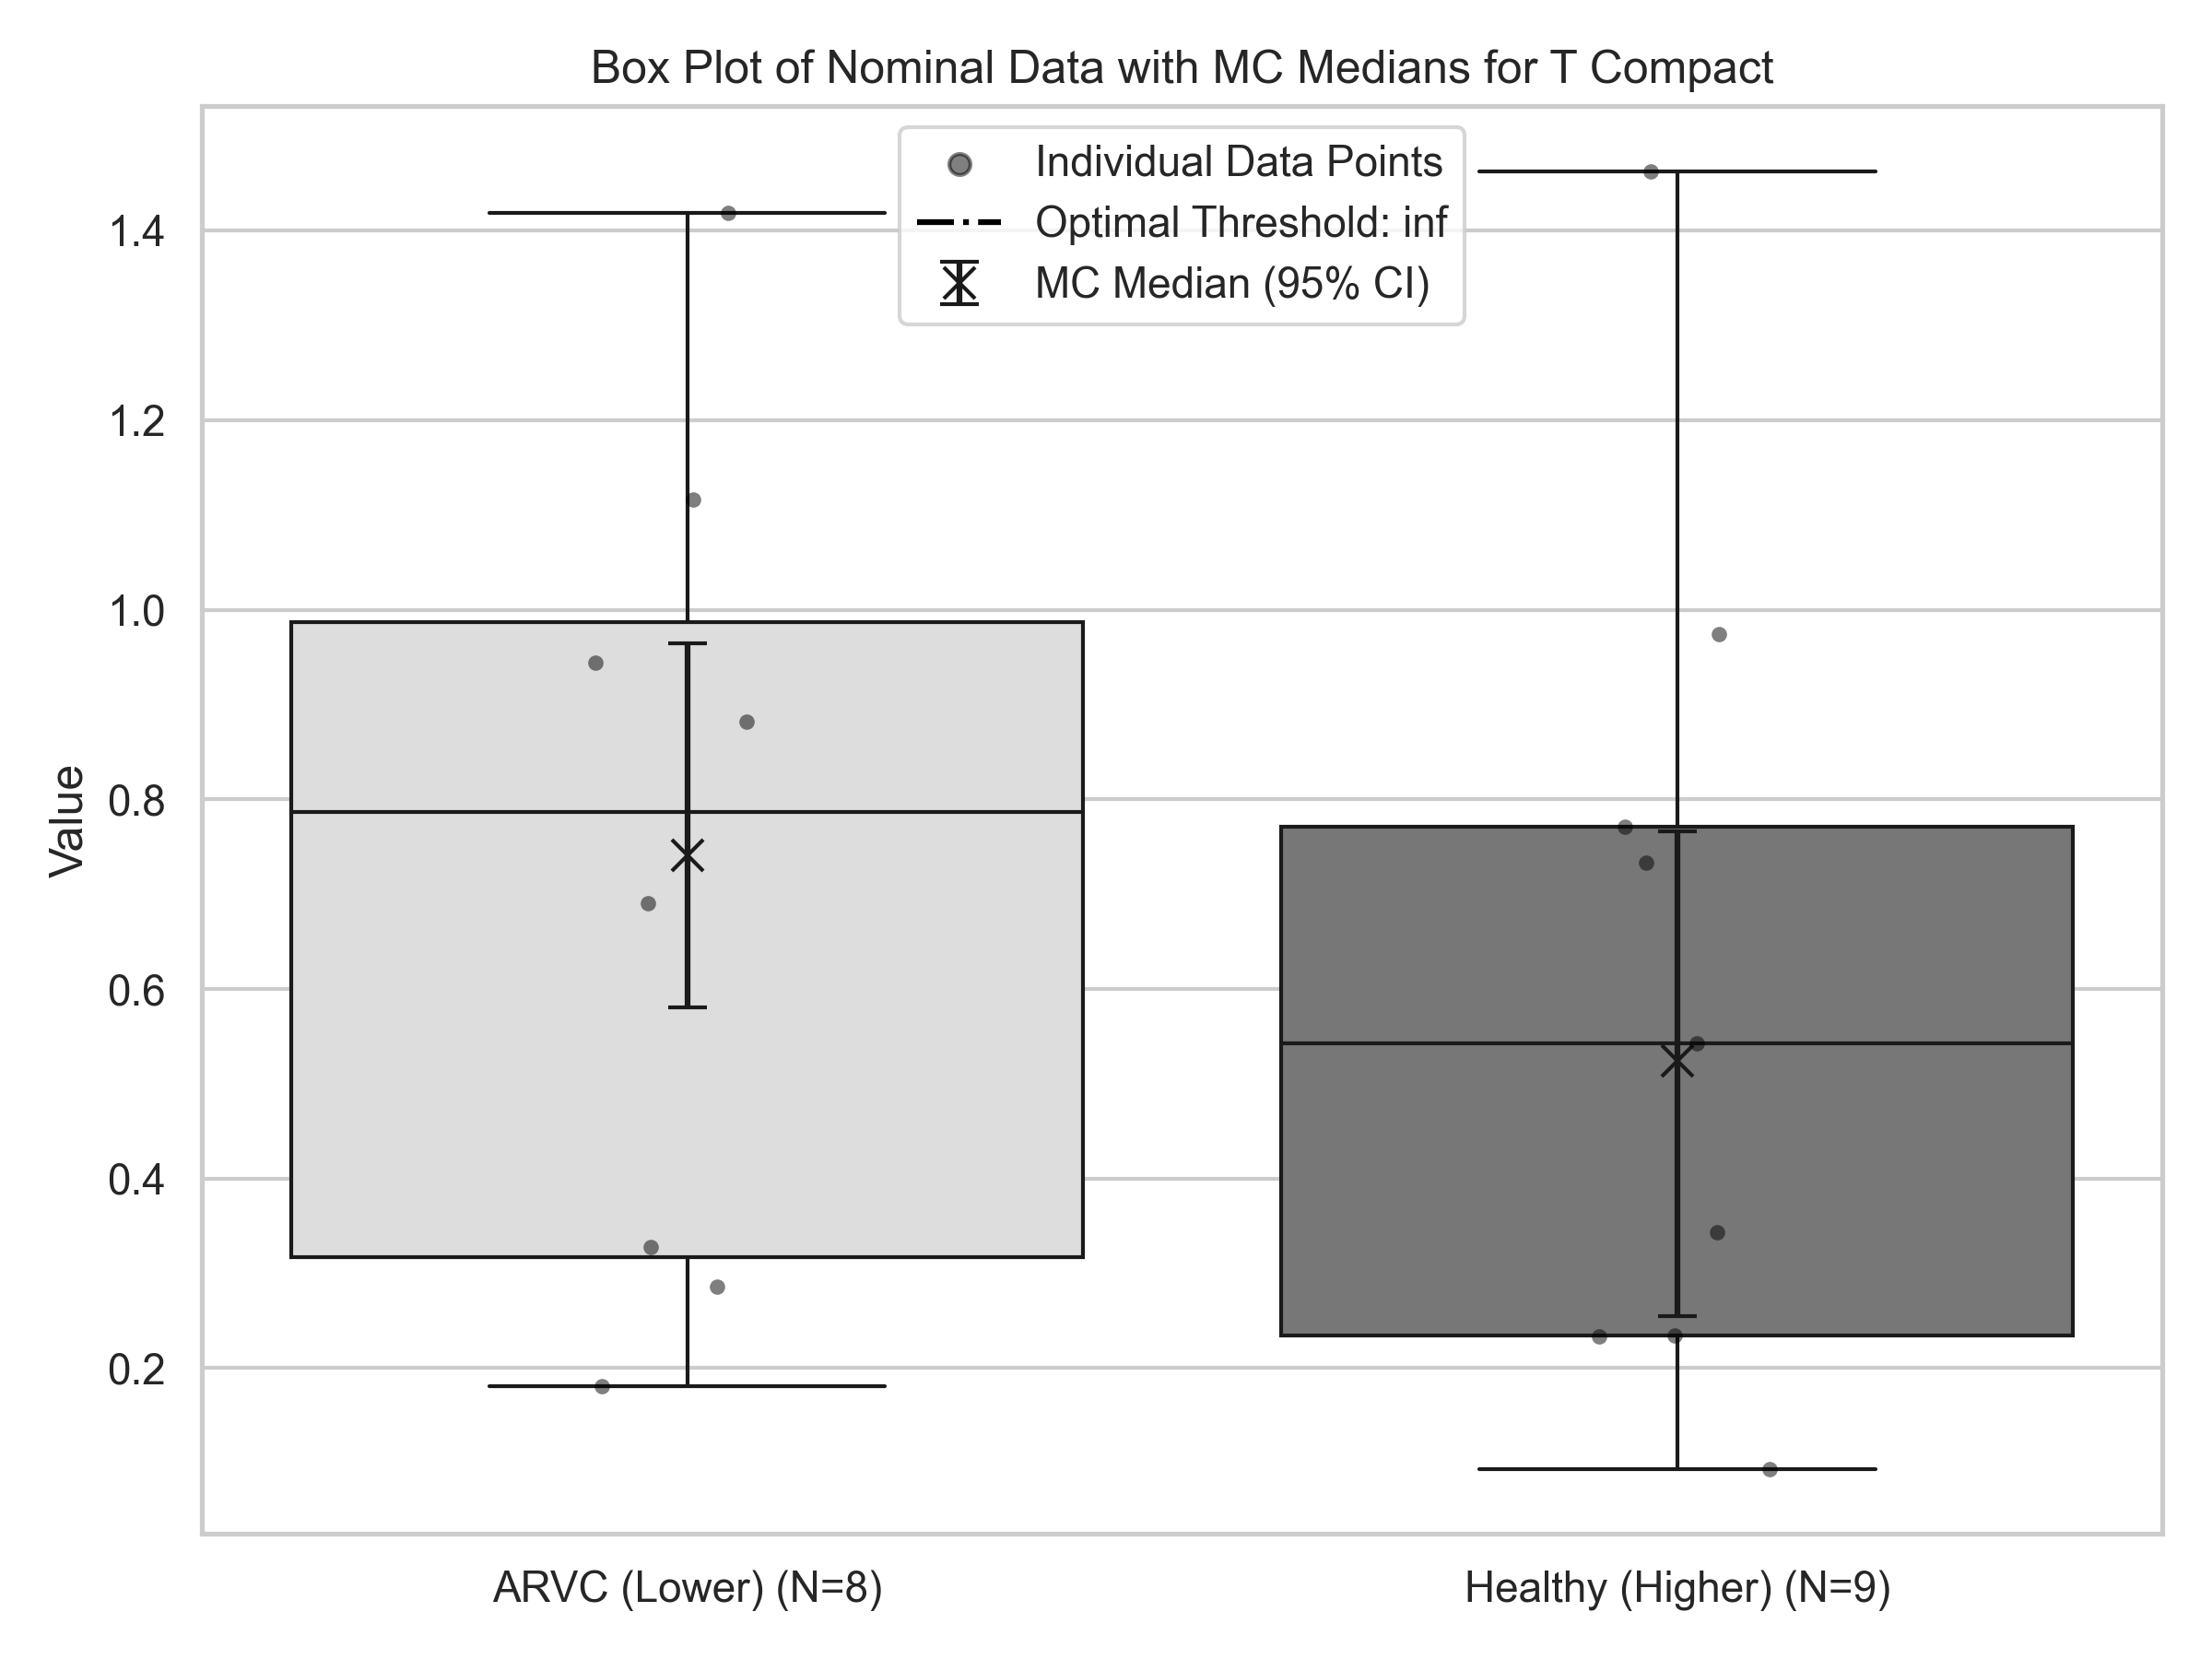 Box Plot of Nominal Data with MC Medians for T Compact
Individual Data Points
Optimal Threshold: inf
MC Median (95% CI)
1.4
1.2
1.0
0.8
0.6
0.4
0.2
Value
ARVC (Lower) (N=8)
Healthy (Higher) (N=9)